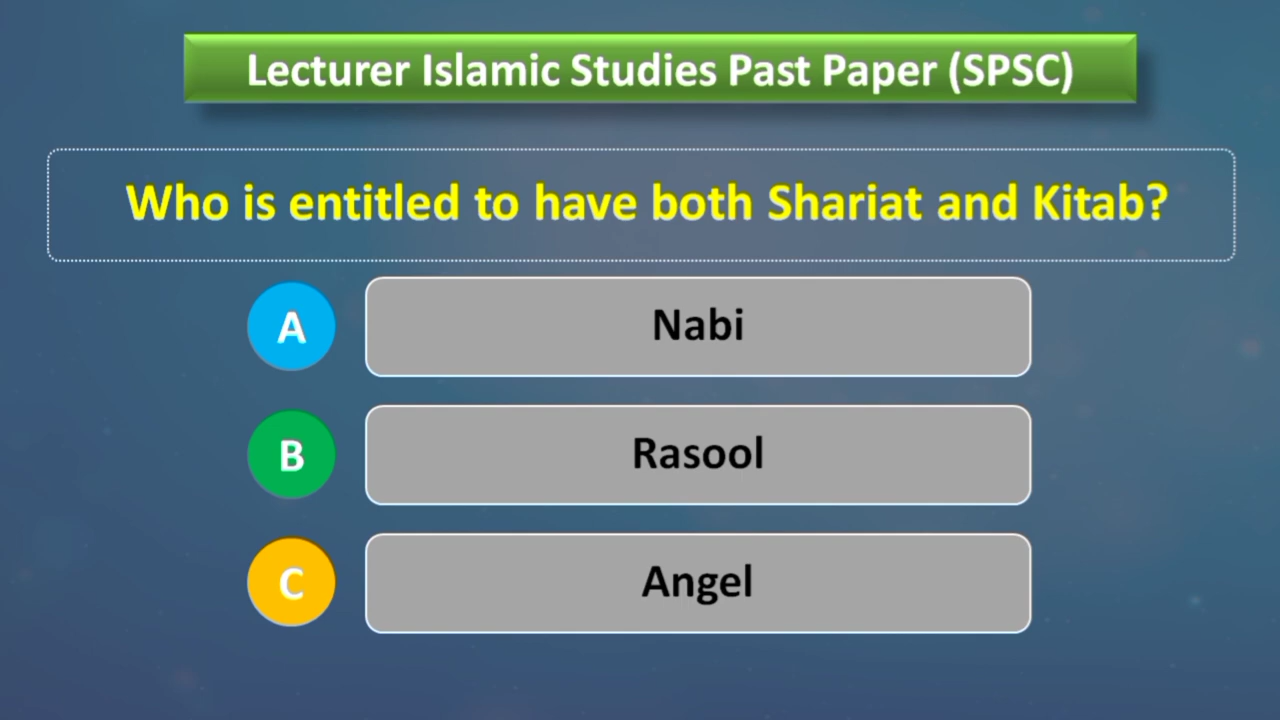 Lecturer Islamic Studies Past Paper (SPSC)
Who is entitled to have both Shariat and Kitab?
A Nabi
B Rasool
C Angel